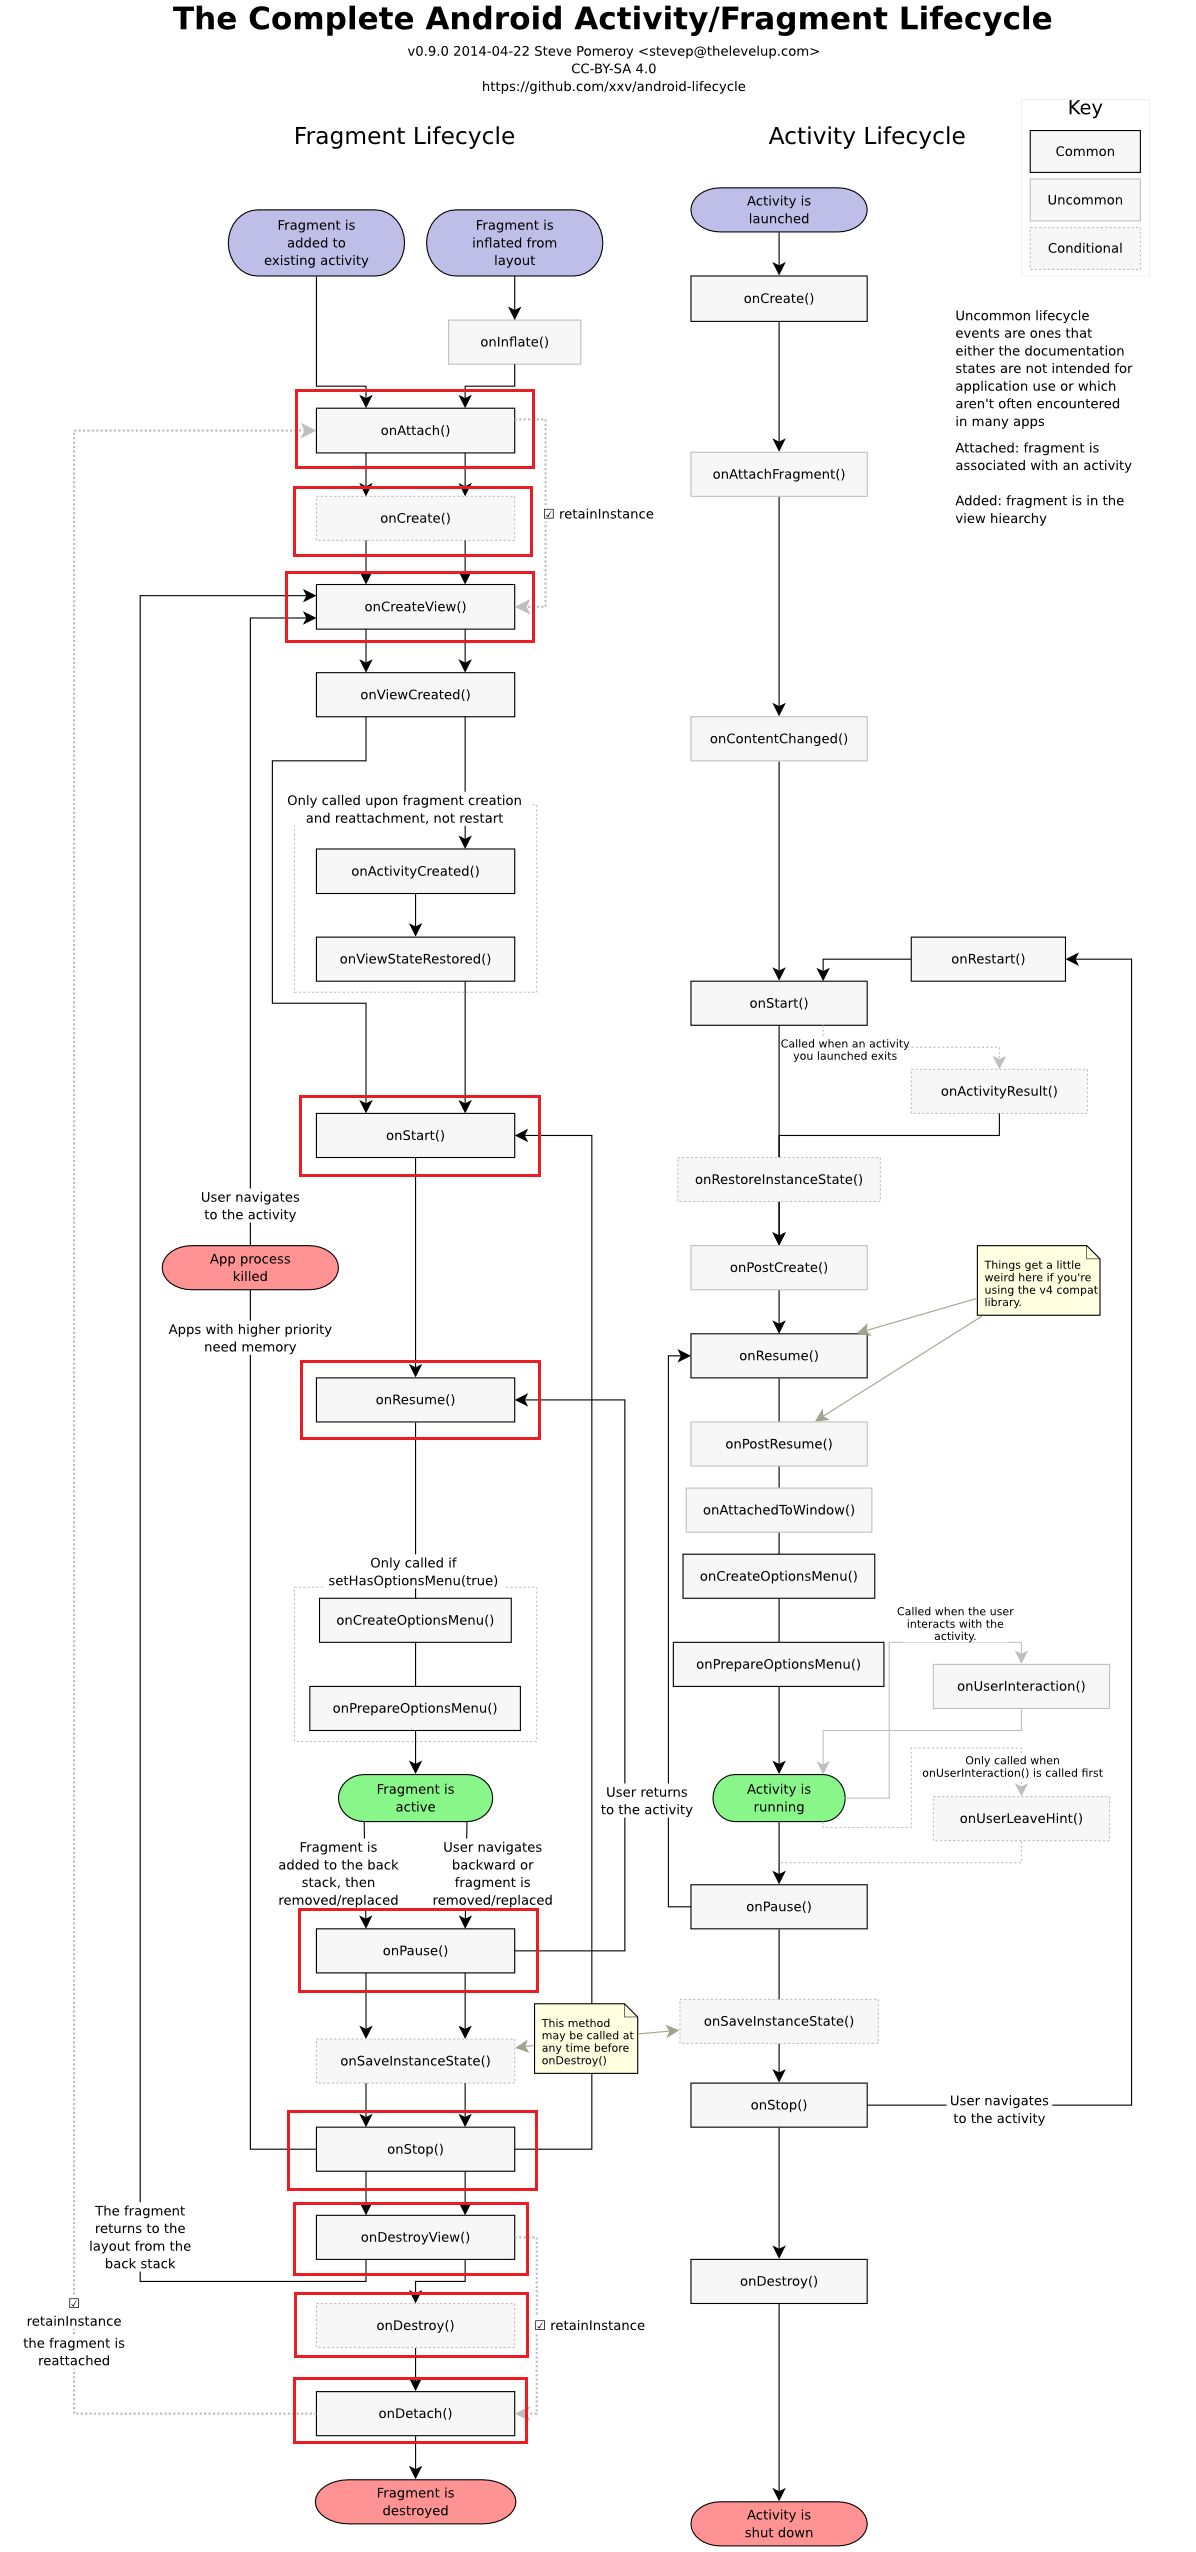 The Complete Android Activity/Fragment Lifecycle
v0.9.0 2014-04-22 Steve Pomeroy <stevep@thelevelup.com>
CC-BY-SA 4.0
https://github.com/xxv/android-lifecycle
Key
Common
Uncommon
Conditional
Uncommon lifecycle
events are ones that
either the documentation
states are not intended for
application use or which
aren't often encountered
in many apps
Attached: fragment is
associated with an activity
Added: fragment is in the
view hiearchy
Fragment Lifecycle
Fragment is
added to
existing activity
Fragment is
inflated from
layout
onInflate()
onAttach()
onCreate()
☑ retainInstance
onCreateView()
onViewCreated()
Only called upon fragment creation
and reattachment, not restart
onActivityCreated()
onViewStateRestored()
onStart()
User navigates
to the activity
App process
killed
Apps with higher priority
need memory
onResume()
Only called if
setHasOptionsMenu(true)
onCreateOptionsMenu()
onPrepareOptionsMenu()
Fragment is
active
User returns
to the activity
Fragment is
added to the back
stack, then
removed/replaced
User navigates
backward or
fragment is
removed/replaced
onPause()
This method
may be called at
any time before
onDestroy()
onSaveInstanceState()
onStop()
The fragment
returns to the
layout from the
back stack
onDestroyView()
☑
retainInstance
the fragment is
reattached
onDestroy()
☑ retainInstance
onDetach()
Fragment is
destroyed
Activity Lifecycle
Activity is
launched
onCreate()
onAttachFragment()
onContentChanged()
onRestart()
onStart()
Called when an activity
you launched exits
onActivityResult()
onRestoreInstanceState()
onPostCreate()
Things get a little
weird here if you're
using the v4 compat
library.
onResume()
onPostResume()
onAttachedToWindow()
onCreateOptionsMenu()
Called when the user
interacts with the
activity.
onPrepareOptionsMenu()
onUserInteraction()
Only called when
onUserInteraction() is called first
Activity is
running
onUserLeaveHint()
onPause()
onSaveInstanceState()
onStop()
User navigates
to the activity
onDestroy()
Activity is
shut down